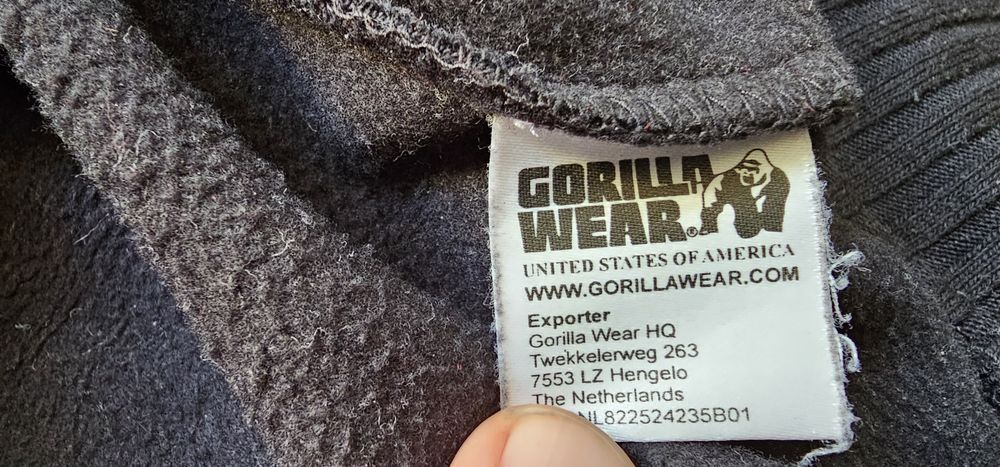 GORILLA
WEAR®
UNITED STATES OF AMERICA
WWW.GORILLAWEAR.COM
Exporter
Gorilla Wear HQ
Twekkelerweg 263
7553 LZ Hengelo
The Netherlands
NL822524235B01